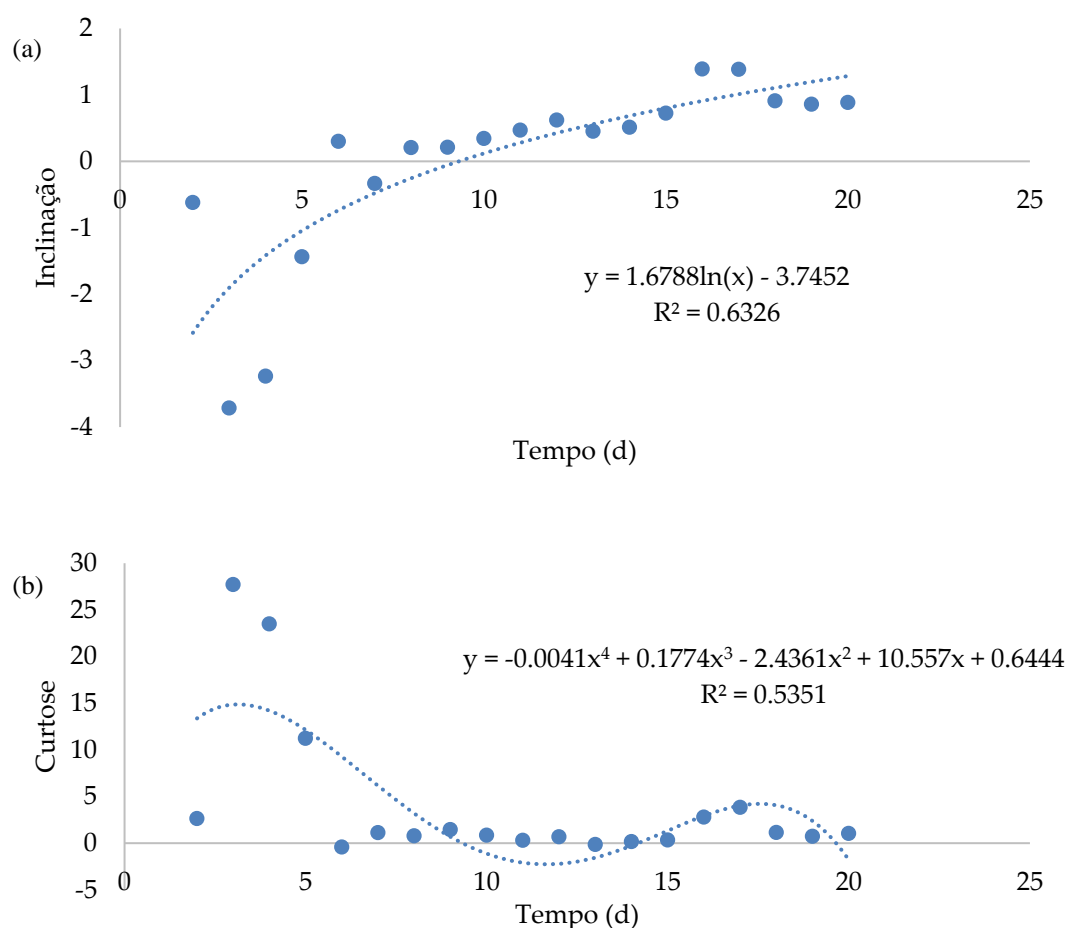 (a)
2
1
0
-1
-2
-3
-4
0
5
10
15
20
25
Inclinação
y = 1.6788ln(x) - 3.7452
R² = 0.6326
Tempo (d)
(b)
30
25
20
15
10
5
0
-5
0
5
10
15
20
25
Curtose
y = -0.0041x⁴ + 0.1774x³ - 2.4361x² + 10.557x + 0.6444
R² = 0.5351
Tempo (d)